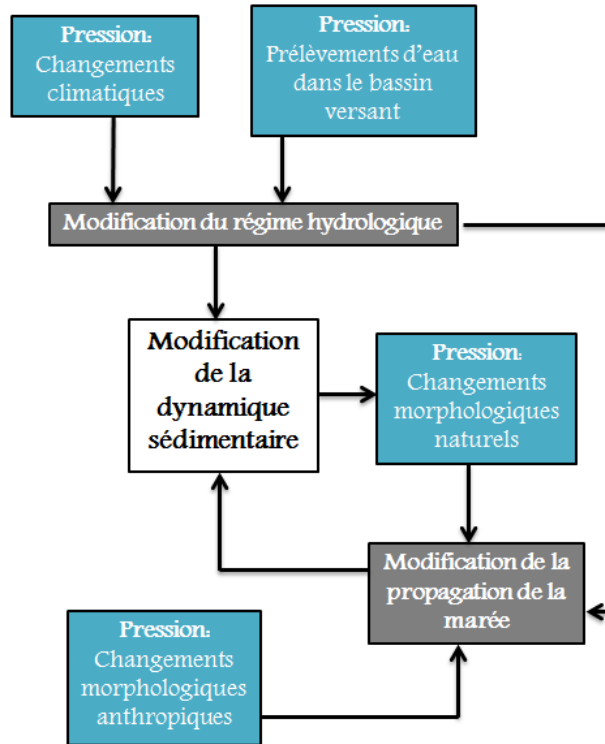 Pression:
Changements
climatiques
Pression:
Prélèvements d'eau
dans le bassin
versant
Modification du régime hydrologique
Modification
de la
dynamique
sédimentaire
Pression:
Changements
morphologiques
naturels
Modification de la
propagation de la
marée
Pression:
Changements
morphologiques
anthropiques